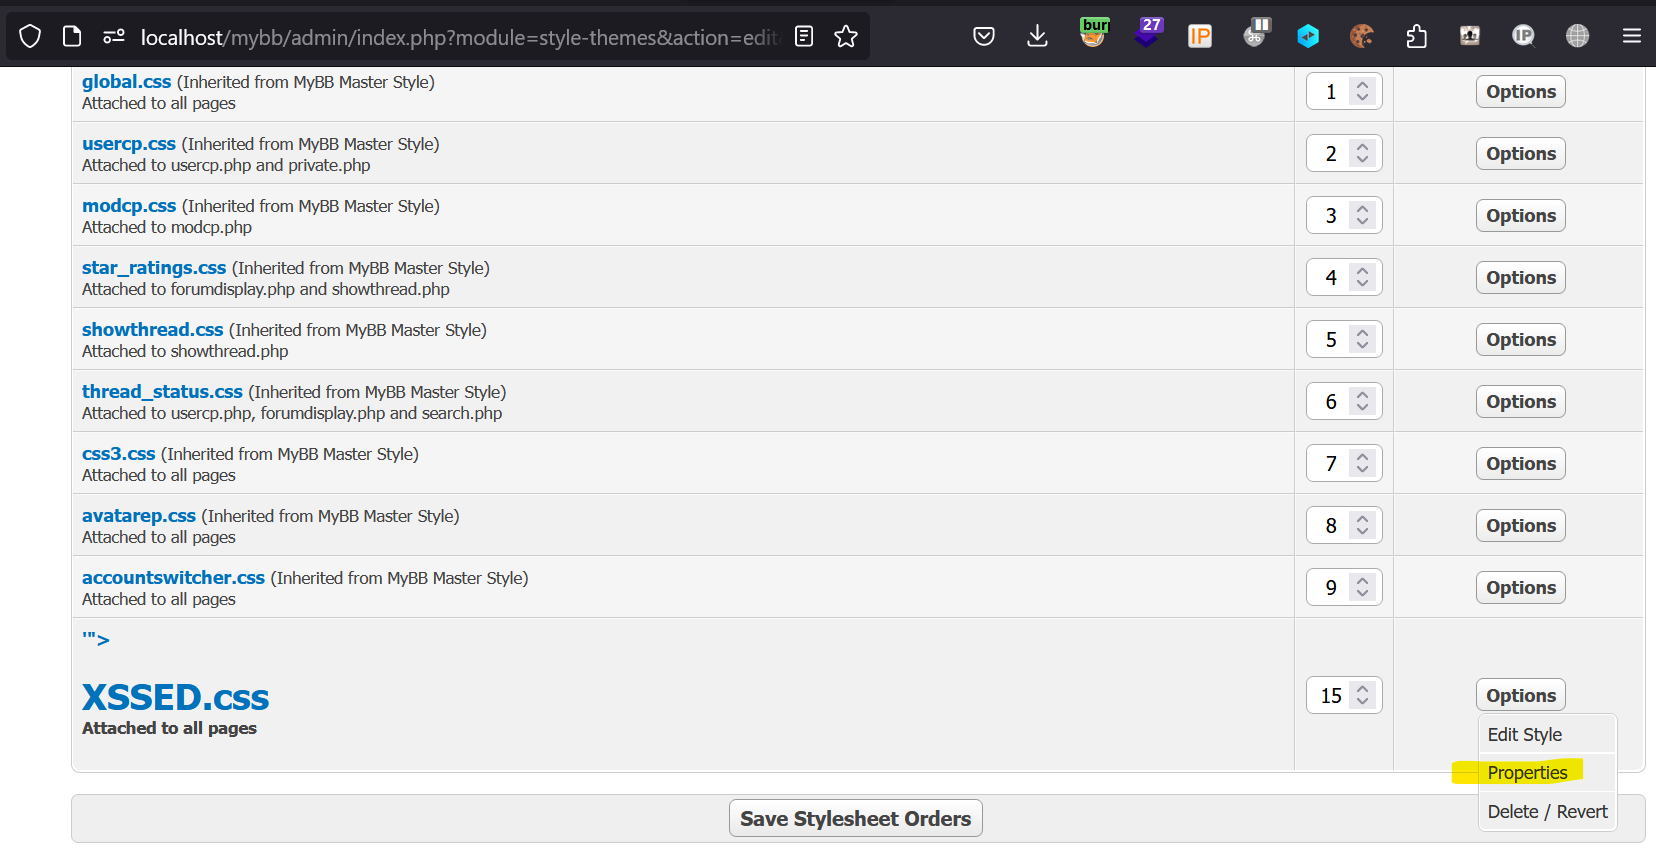 burr
27
IP
IP
localhost/mybb/admin/index.php?module=style-themes&action=edit
global.css (Inherited from MyBB Master Style)
Attached to all pages
1
Options
usercp.css (Inherited from MyBB Master Style)
Attached to usercp.php and private.php
2
Options
modcp.css (Inherited from MyBB Master Style)
Attached to modcp.php
3
Options
star_ratings.css (Inherited from MyBB Master Style)
Attached to forumdisplay.php and showthread.php
4
Options
showthread.css (Inherited from MyBB Master Style)
Attached to showthread.php
5
Options
thread_status.css (Inherited from MyBB Master Style)
Attached to usercp.php, forumdisplay.php and search.php
6
Options
css3.css (Inherited from MyBB Master Style)
Attached to all pages
7
Options
avatarep.css (Inherited from MyBB Master Style)
Attached to all pages
8
Options
accountswitcher.css (Inherited from MyBB Master Style)
Attached to all pages
9
Options
'">
XSSED.css
Attached to all pages
15
Options
Edit Style
Properties
Delete / Revert
Save Stylesheet Orders